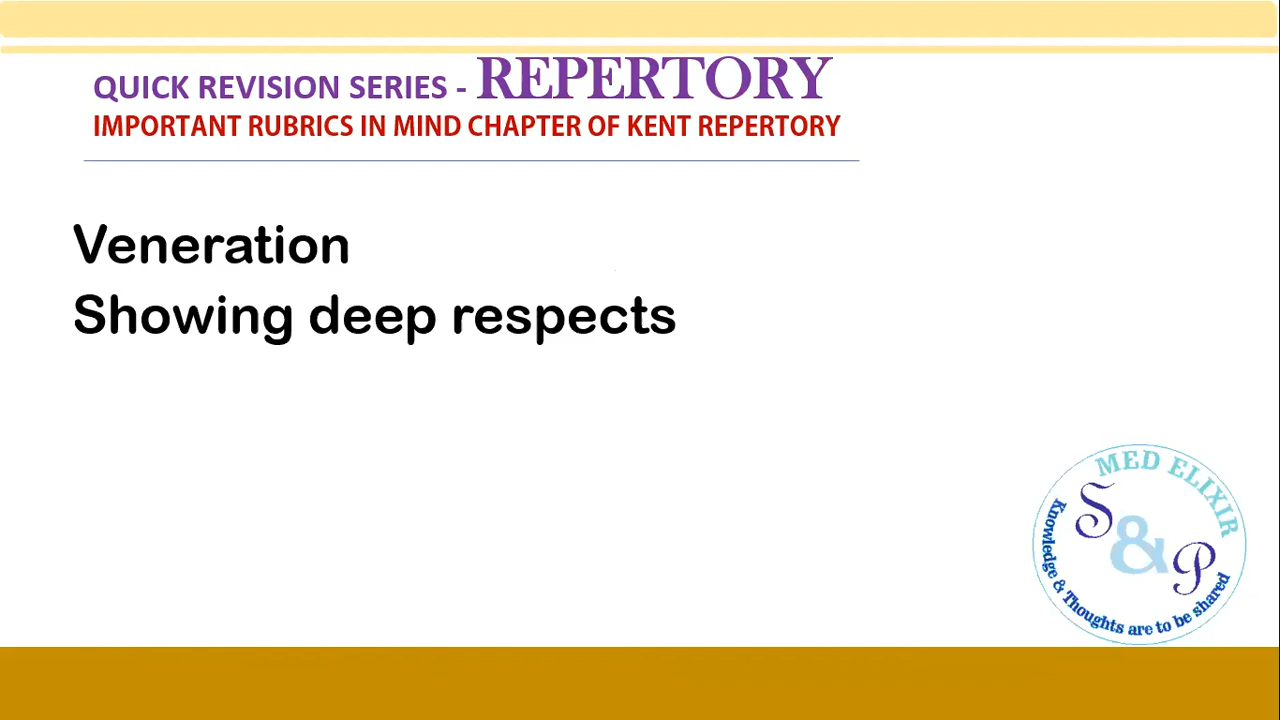 QUICK REVISION SERIES - REPERTORY
IMPORTANT RUBRICS IN MIND CHAPTER OF KENT REPERTORY
Veneration
Showing deep respects
MED ELIXIR
S & P
Knowledge & Thoughts are to be shared